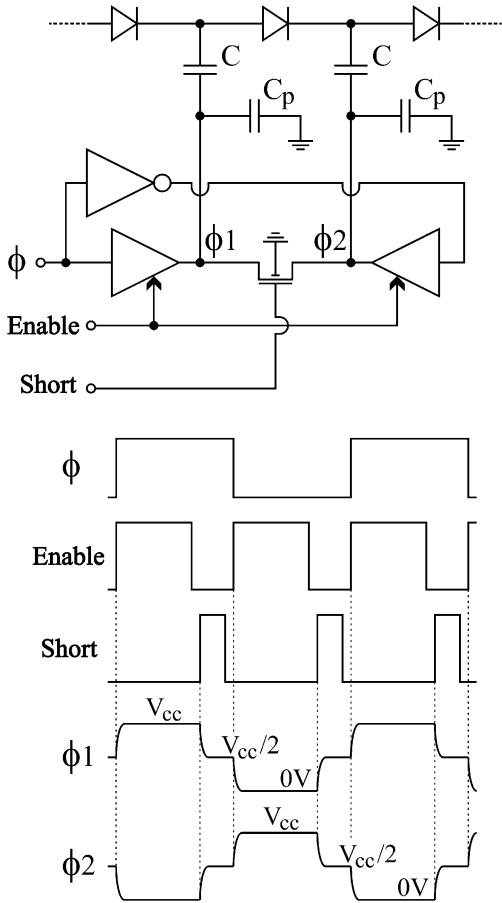 C C
Cp Cp
ϕ1 ϕ2
ϕ
Enable
Short
ϕ
Enable
Short
Vcc
Vcc/2
ϕ1
0V
Vcc
Vcc/2
ϕ2
0V